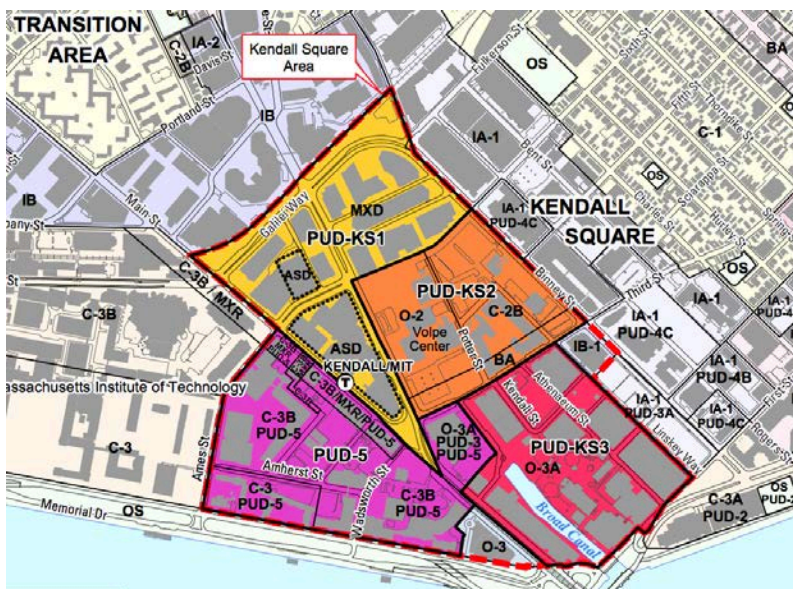 TRANSITION
AREA
Kendall Square
Area
IA-2
C-2B
Davis St
Portland St
IB
Fulkerson St
OS
Sixth St
Fifth St
Thorndike St
BA
C-1
IA-1
Bent St
Sciarappa St
Charles St
Hurley St
OS
OS
IB
Main St
Galilei Way
MXD
PUD-KS1
IA-1
PUD-4C
KENDALL
SQUARE
Binney St
Third St
ASD
C-3B / MXR
C-3B
PUD-KS2
O-2
Volpe
Center
C-2B
Potter St
BA
IB-1
IA-1
PUD-4C
IA-1
IA-1
PUD-4B
IA-1
PUD-3A
IA-1
PUD-4C
First St
Rogers St
Linskey Way
ASD
KENDALL/MIT
T
C-3B/MXR/PUD-5
assachusetts Institute of Technology
C-3
Ames St
C-3B
PUD-5
PUD-5
Amherst St
C-3
PUD-5
Wadsworth St
C-3B
PUD-5
O-3A
PUD-3
PUD-5
Kendall St
Athenaeum St
PUD-KS3
O-3A
Broad Canal
O-3
C-3A
PUD-2
OS
Memorial Dr
OS